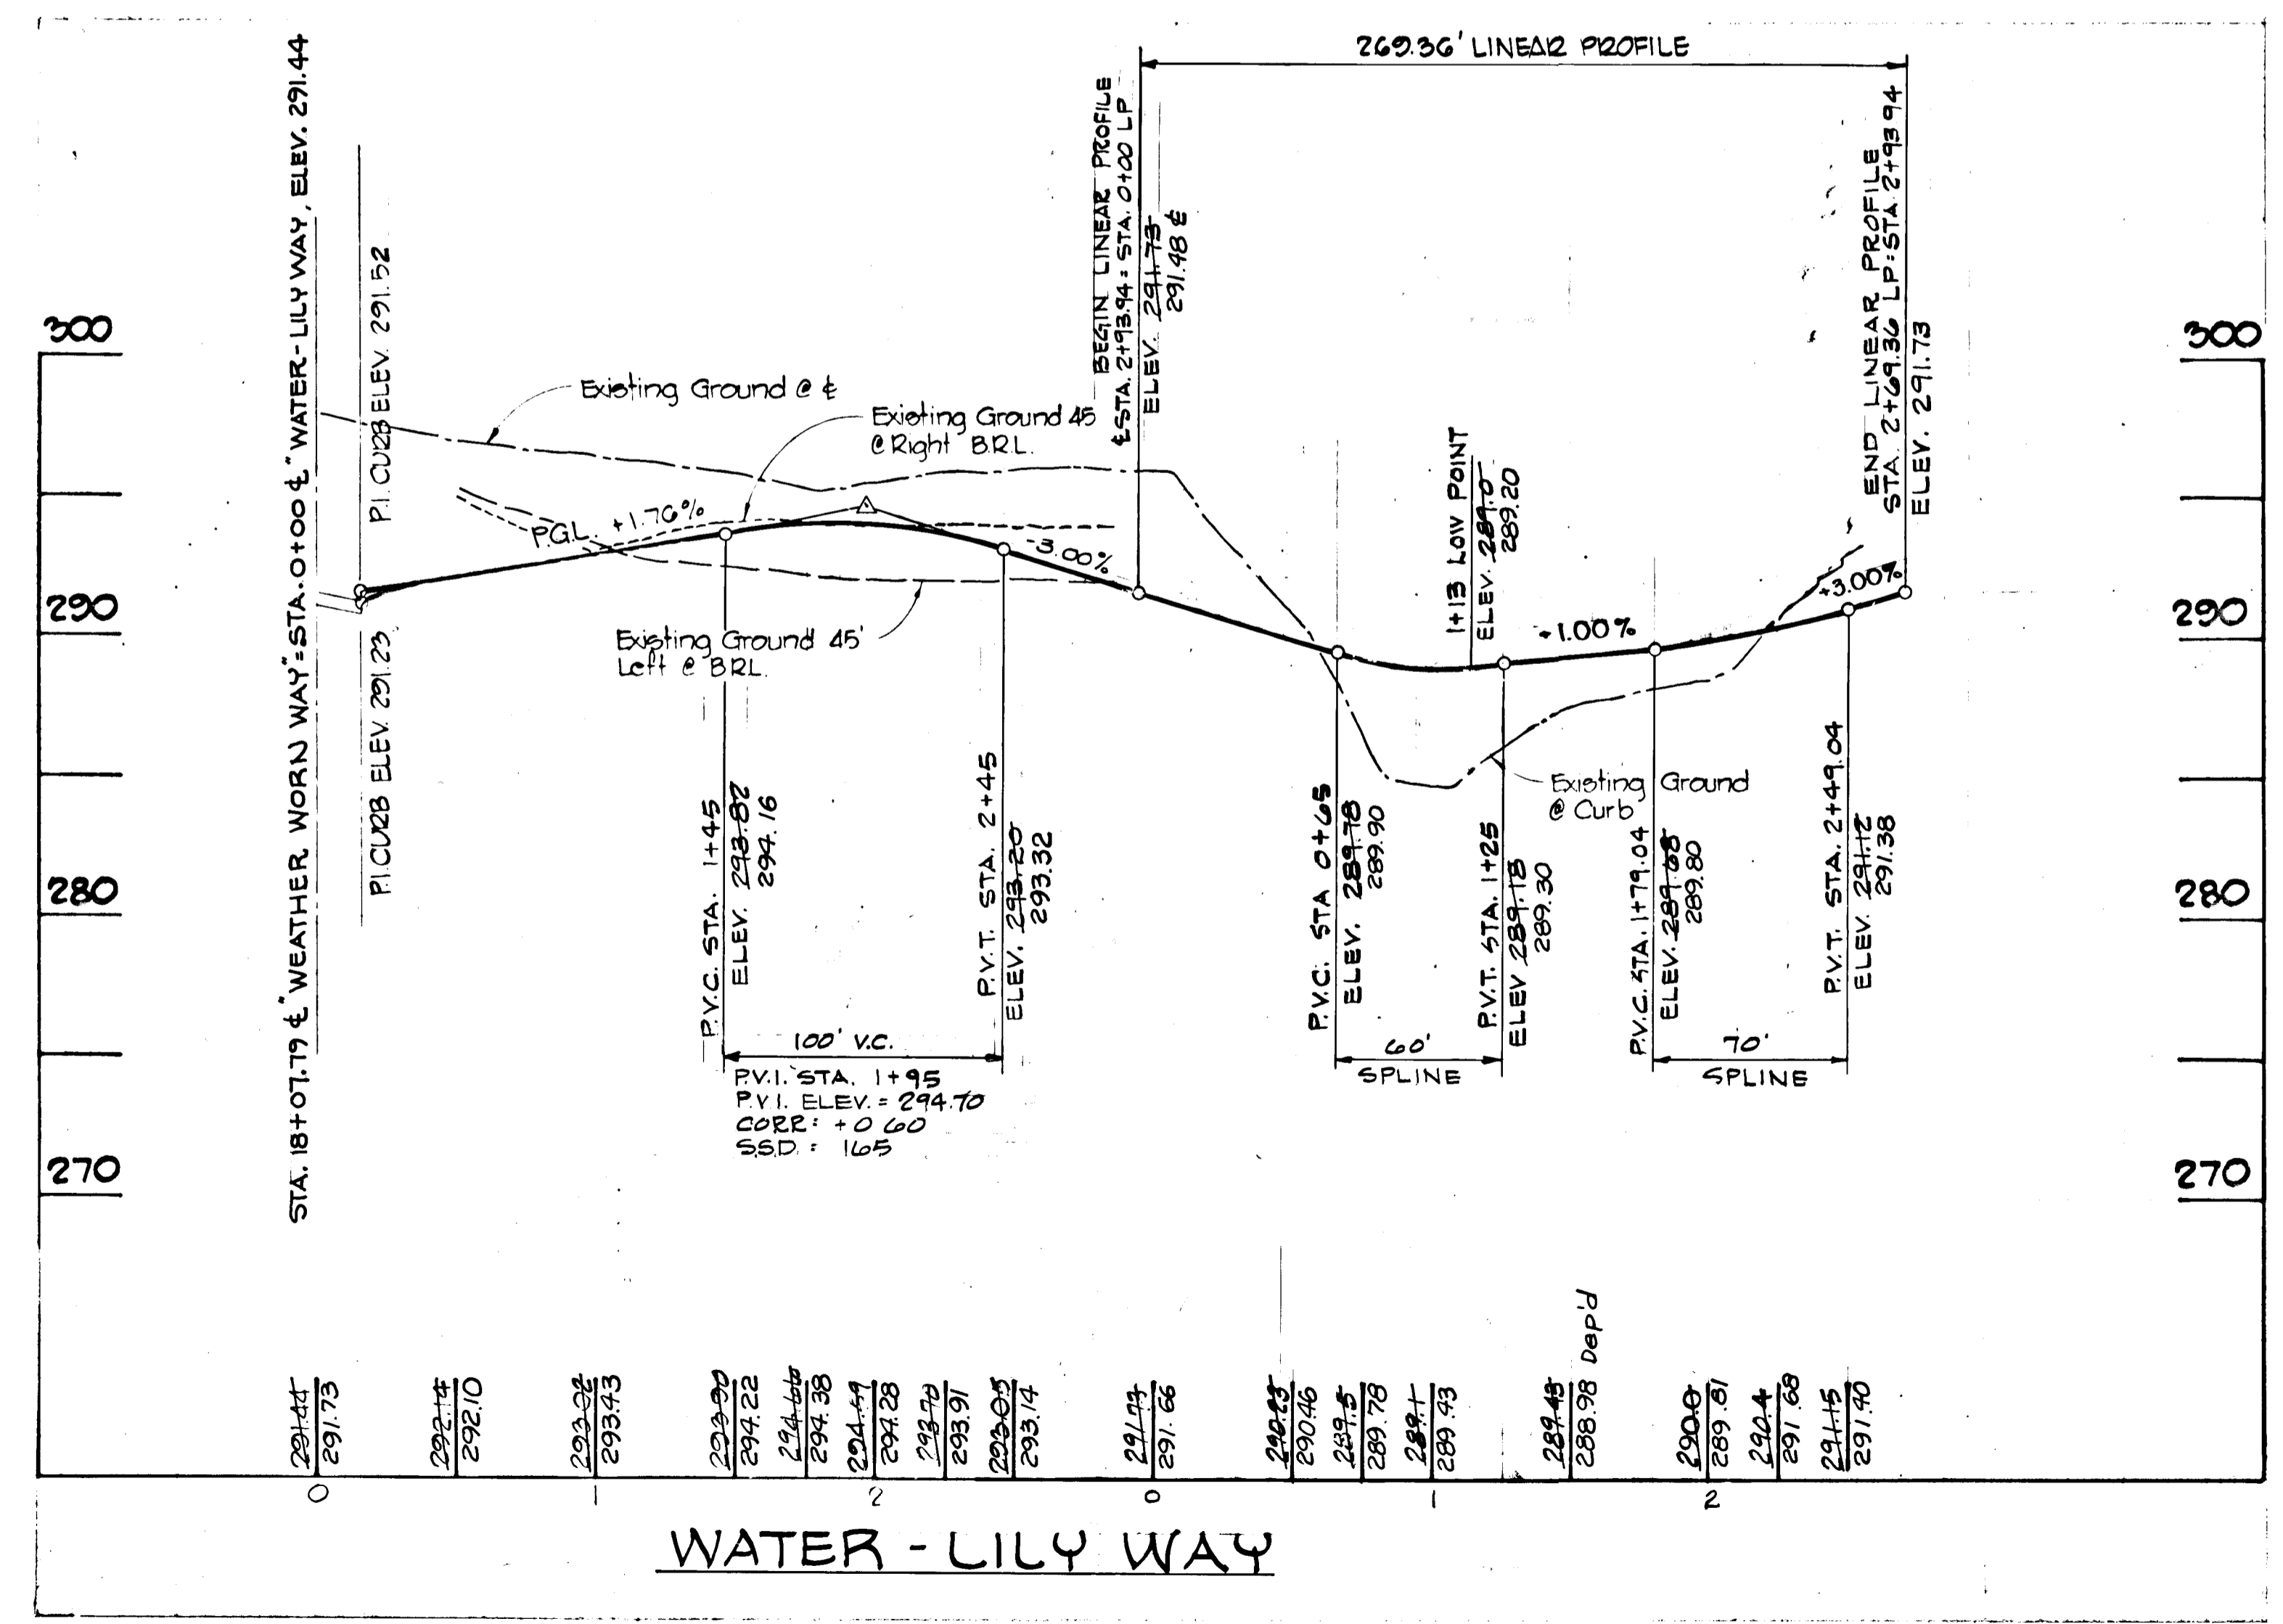 269.36' LINEAR PROFILE
STA. 18+07.79 ℄ "WEATHER WORN WAY"=STA. 0+00 ℄ "WATER-LILY WAY, ELEV. 291.44
P.I. CURB ELEV. 291.52
P.I. CURB ELEV. 291.23
BEGIN LINEAR PROFILE
℄ STA. 2+93.94 = STA. 0+00 LP
ELEV. 291.73
291.48 ℄
END LINEAR PROFILE
STA. 2+69.36 LP = STA. 2+93 94
ELEV. 291.73
300
300
290
290
280
280
270
270
Existing Ground @ ℄
Existing Ground 45
@ Right B.R.L.
P.G.L. +1.76%
-3.00%
Existing Ground 45'
Left @ BRL.
1+13 LOW POINT
ELEV. 289.0
289.20
+1.00%
+3.00%
Existing Ground
@ Curb
P.V.C. STA. 1+45
ELEV. 293.82
294.16
P.V.T. STA. 2+45
ELEV. 293.20
293.32
P.V.C. STA 0+65
ELEV. 289.78
289.90
P.V.T. STA. 1+25
ELEV 289.18
289.30
P.V.C. STA. 1+79.04
ELEV. 289.68
289.80
P.V.T. STA. 2+49.04
ELEV. 291.12
291.38
100' V.C.
P.V.I. STA. 1+95
P.V.I. ELEV. = 294.70
CORR: +0 60
S.S.D. = 165
60'
SPLINE
70'
SPLINE
291.44
291.73
292.14
292.10
293.02
293.43
293.90
294.22
294.38
294.28
293.70
293.91
293.05
293.14
291.73
291.66
290.46
289.5
289.78
289.1
289.43
289.43
288.98 Dep'd
290.0
289.81
290.4
291.68
291.15
291.40
0
1
2
0
1
2
WATER - LILY WAY